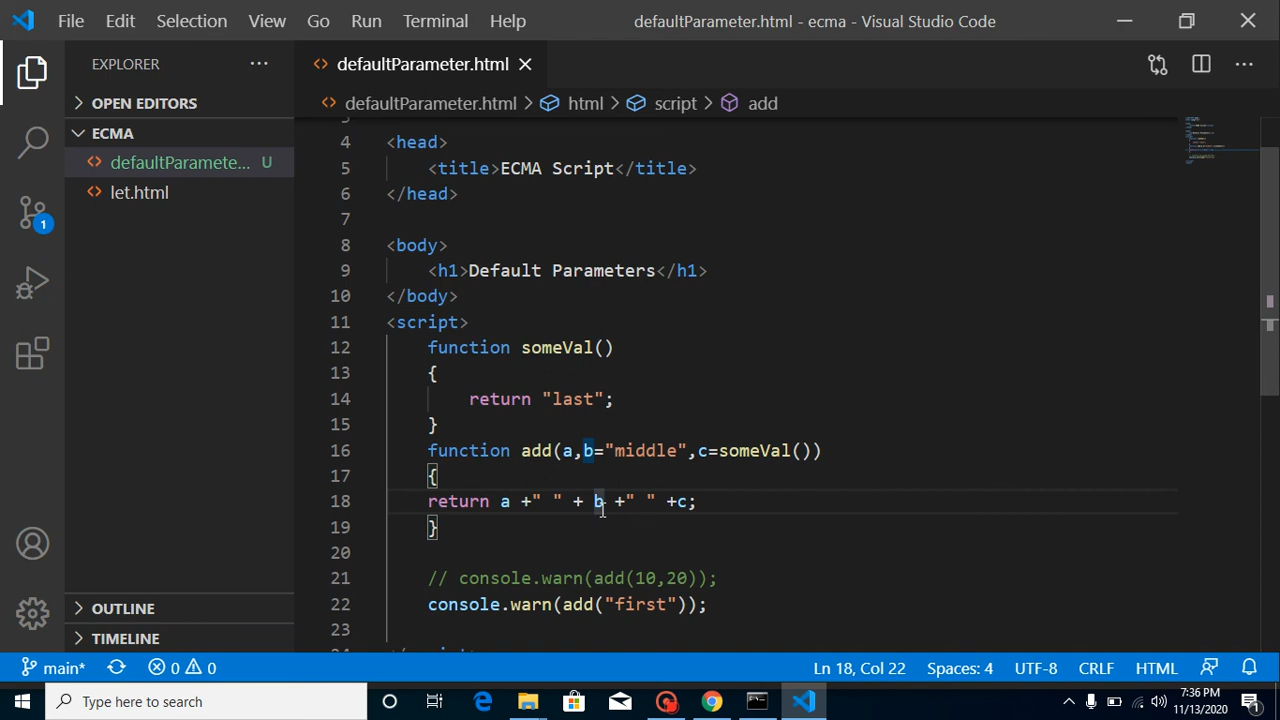 File Edit Selection View Go Run Terminal Help defaultParameter.html - ecma - Visual Studio Code
EXPLORER
defaultParameter.html
OPEN EDITORS
defaultParameter.html > html > script > add
ECMA
defaultParamete... U
let.html
4 <head>
5 <title>ECMA Script</title>
6 </head>
7
8 <body>
9 <h1>Default Parameters</h1>
10 </body>
11 <script>
12 function someVal()
13 {
14 return "last";
15 }
16 function add(a,b="middle",c=someVal())
17 {
18 return a +" " + b +" " +c;
19 }
20
21 // console.warn(add(10,20));
22 console.warn(add("first"));
23
1
OUTLINE
TIMELINE
main* 0 0 Ln 18, Col 22 Spaces: 4 UTF-8 CRLF HTML
Type here to search
7:36 PM
11/13/2020
1